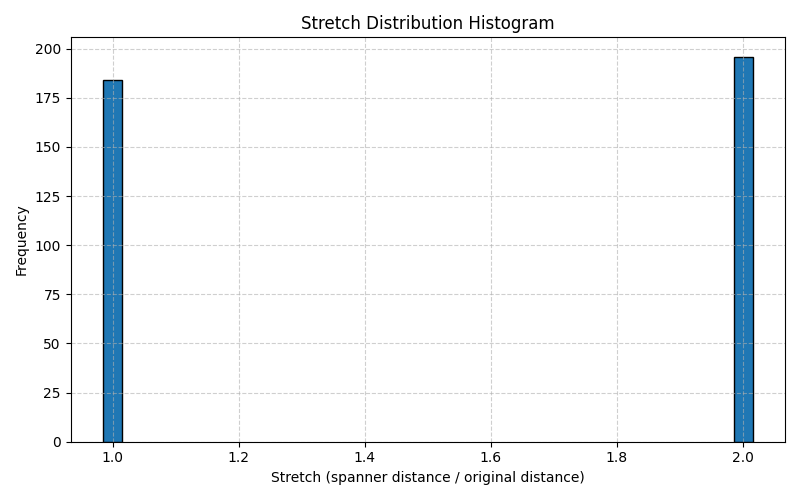 Stretch Distribution Histogram
Frequency
200
175
150
125
100
75
50
25
0
1.0 1.2 1.4 1.6 1.8 2.0
Stretch (spanner distance / original distance)